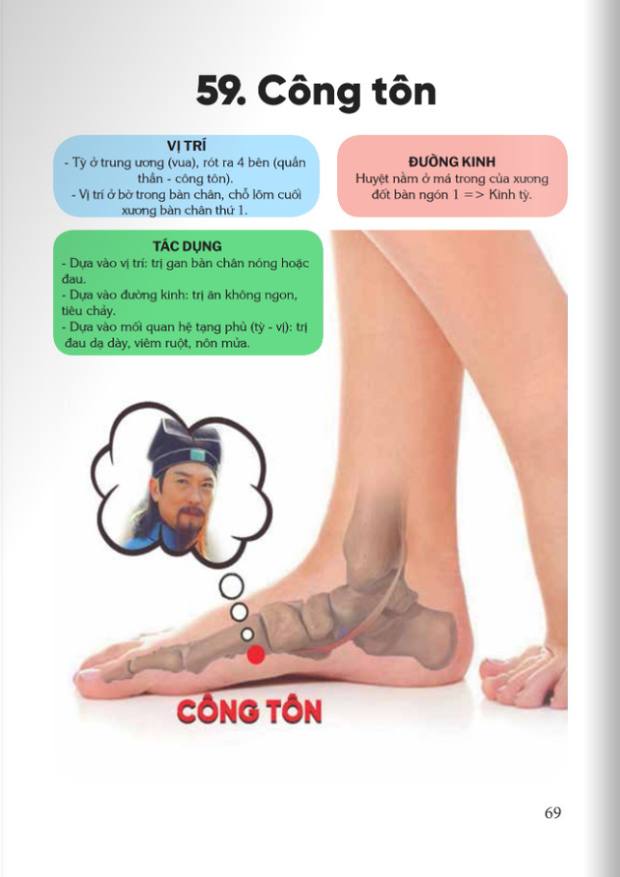 59. Công tôn
VỊ TRÍ
- Tỳ ở trung ương (vua), rót ra 4 bên (quần
thần - công tôn).
- Vị trí ở bờ trong bàn chân, chỗ lõm cuối
xương bàn chân thứ 1.
ĐƯỜNG KINH
Huyệt nằm ở má trong của xương
đốt bàn ngón 1 => Kinh tỳ.
TÁC DỤNG
- Dựa vào vị trí: trị gan bàn chân nóng hoặc
đau.
- Dựa vào đường kinh: trị ăn không ngon,
tiêu chảy.
- Dựa vào mối quan hệ tạng phủ (tỳ - vị): trị
đau dạ dày, viêm ruột, nôn mửa.
CÔNG TÔN
69